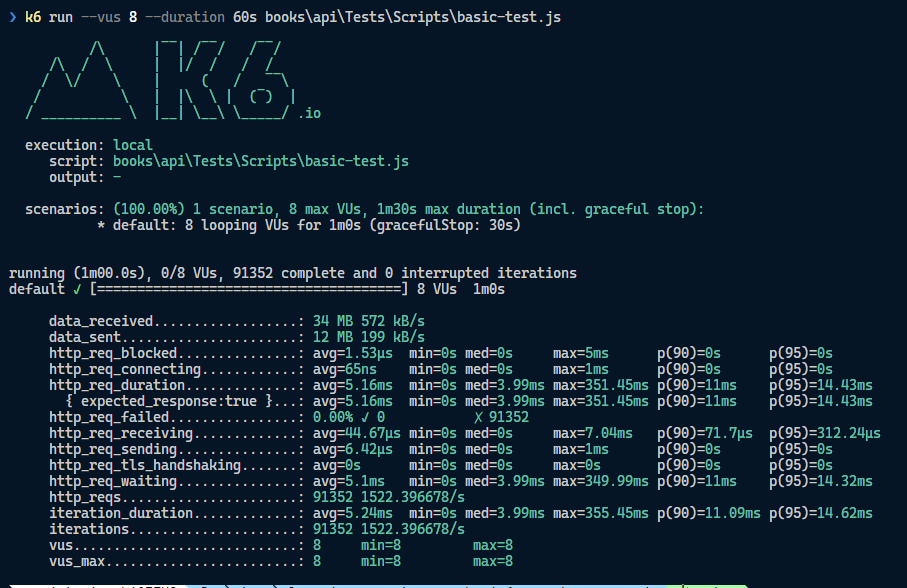 ❯ k6 run --vus 8 --duration 60s books\api\Tests\Scripts\basic-test.js
.io
execution: local
script: books\api\Tests\Scripts\basic-test.js
output: -
scenarios: (100.00%) 1 scenario, 8 max VUs, 1m30s max duration (incl. graceful stop):
* default: 8 looping VUs for 1m0s (gracefulStop: 30s)
running (1m00.0s), 0/8 VUs, 91352 complete and 0 interrupted iterations
default ✓ [======================================] 8 VUs  1m0s
data_received..................: 34 MB 572 kB/s
data_sent......................: 12 MB 199 kB/s
http_req_blocked...............: avg=1.53µs  min=0s med=0s     max=5ms      p(90)=0s      p(95)=0s
http_req_connecting............: avg=65ns    min=0s med=0s     max=1ms      p(90)=0s      p(95)=0s
http_req_duration..............: avg=5.16ms  min=0s med=3.99ms max=351.45ms p(90)=11ms    p(95)=14.43ms
{ expected_response:true }...: avg=5.16ms  min=0s med=3.99ms max=351.45ms p(90)=11ms    p(95)=14.43ms
http_req_failed................: 0.00% ✓ 0           ✗ 91352
http_req_receiving.............: avg=44.67µs min=0s med=0s     max=7.04ms   p(90)=71.7µs  p(95)=312.24µs
http_req_sending...............: avg=6.42µs  min=0s med=0s     max=1ms      p(90)=0s      p(95)=0s
http_req_tls_handshaking.......: avg=0s      min=0s med=0s     max=0s       p(90)=0s      p(95)=0s
http_req_waiting...............: avg=5.1ms   min=0s med=3.99ms max=349.99ms p(90)=11ms    p(95)=14.32ms
http_reqs......................: 91352 1522.396678/s
iteration_duration.............: avg=5.24ms  min=0s med=3.99ms max=355.45ms p(90)=11.09ms p(95)=14.62ms
iterations.....................: 91352 1522.396678/s
vus............................: 8     min=8         max=8
vus_max........................: 8     min=8         max=8